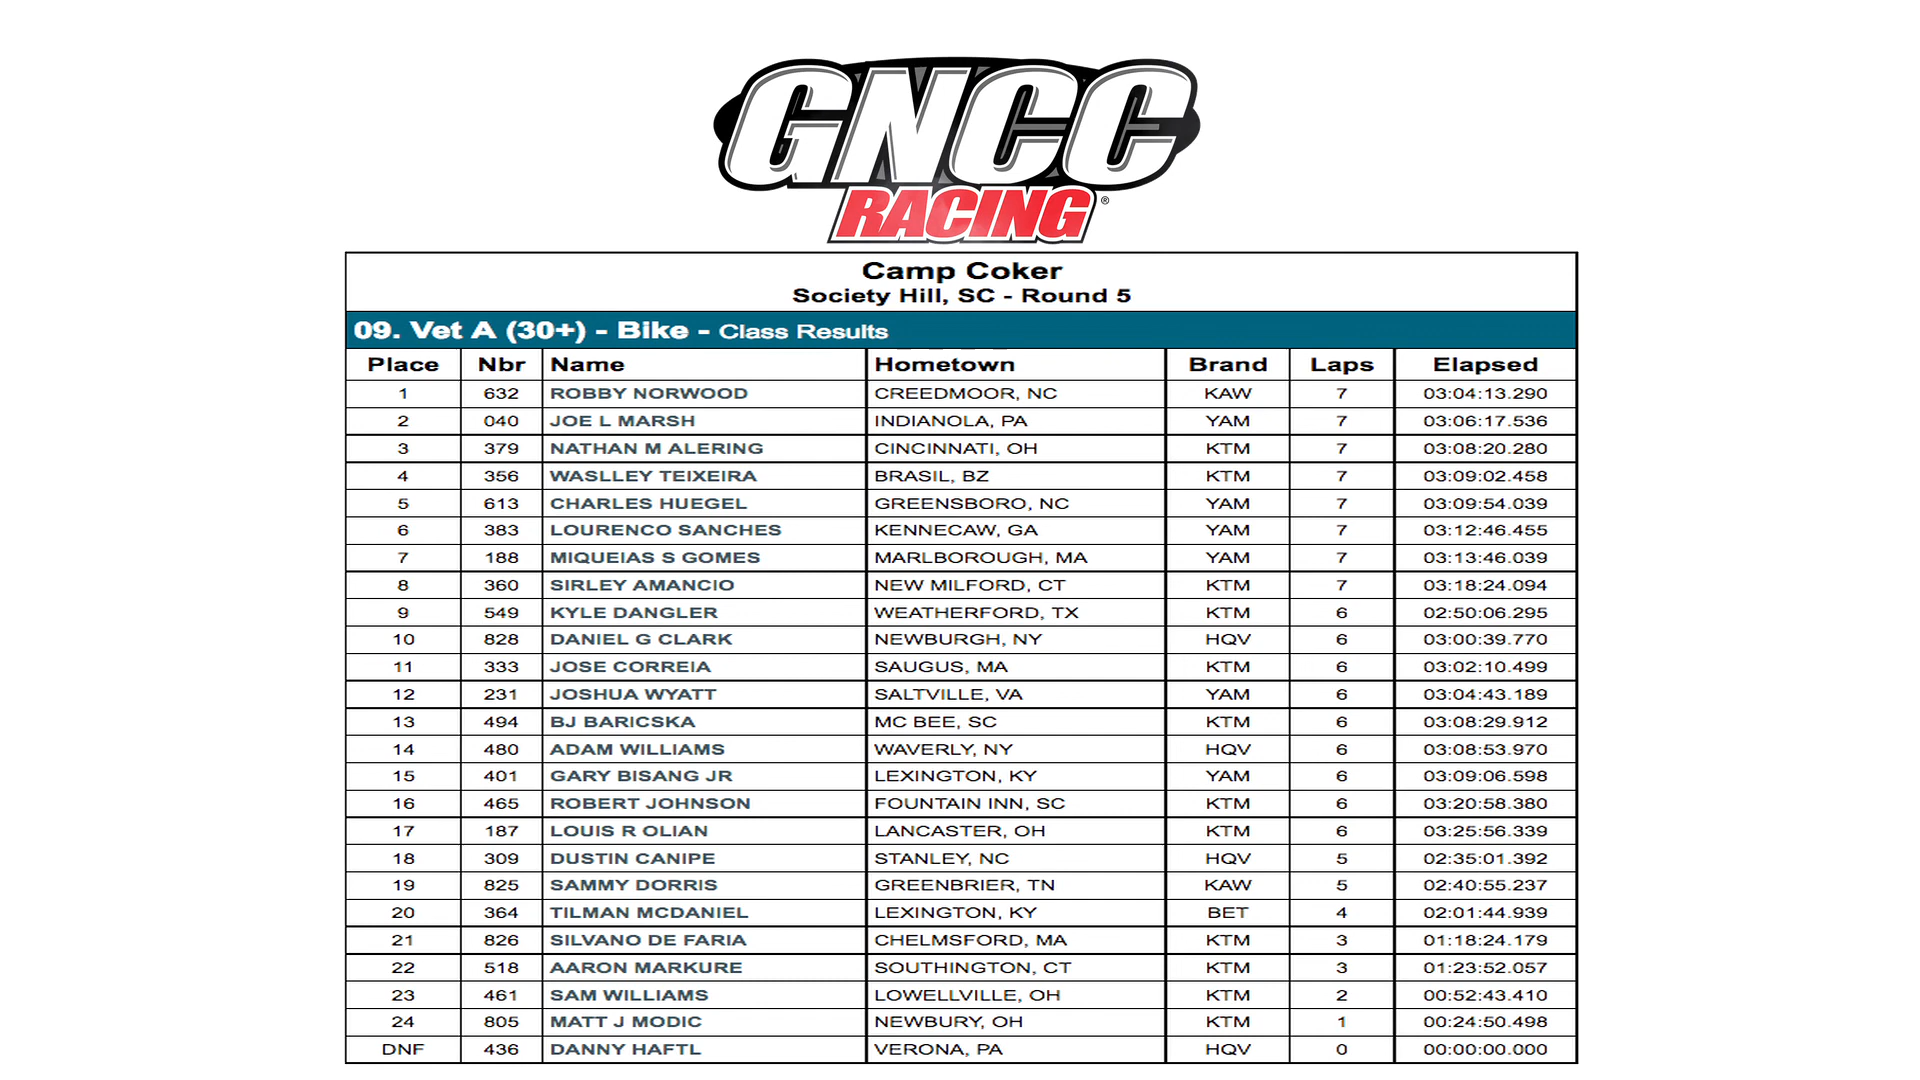 GNCC
RACING®
Camp Coker
Society Hill, SC - Round 5
09. Vet A (30+) - Bike - Class Results
Place Nbr Name Hometown Brand Laps Elapsed
1 632 ROBBY NORWOOD CREEDMOOR, NC KAW 7 03:04:13.290
2 040 JOE L MARSH INDIANOLA, PA YAM 7 03:06:17.536
3 379 NATHAN M ALERING CINCINNATI, OH KTM 7 03:08:20.280
4 356 WASLLEY TEIXEIRA BRASIL, BZ KTM 7 03:09:02.458
5 613 CHARLES HUEGEL GREENSBORO, NC YAM 7 03:09:54.039
6 383 LOURENCO SANCHES KENNECAW, GA YAM 7 03:12:46.455
7 188 MIQUEIAS S GOMES MARLBOROUGH, MA YAM 7 03:13:46.039
8 360 SIRLEY AMANCIO NEW MILFORD, CT KTM 7 03:18:24.094
9 549 KYLE DANGLER WEATHERFORD, TX KTM 6 02:50:06.295
10 828 DANIEL G CLARK NEWBURGH, NY HQV 6 03:00:39.770
11 333 JOSE CORREIA SAUGUS, MA KTM 6 03:02:10.499
12 231 JOSHUA WYATT SALTVILLE, VA YAM 6 03:04:43.189
13 494 BJ BARICSKA MC BEE, SC KTM 6 03:08:29.912
14 480 ADAM WILLIAMS WAVERLY, NY HQV 6 03:08:53.970
15 401 GARY BISANG JR LEXINGTON, KY YAM 6 03:09:06.598
16 465 ROBERT JOHNSON FOUNTAIN INN, SC KTM 6 03:20:58.380
17 187 LOUIS R OLIAN LANCASTER, OH KTM 6 03:25:56.339
18 309 DUSTIN CANIPE STANLEY, NC HQV 5 02:35:01.392
19 825 SAMMY DORRIS GREENBRIER, TN KAW 5 02:40:55.237
20 364 TILMAN MCDANIEL LEXINGTON, KY BET 4 02:01:44.939
21 826 SILVANO DE FARIA CHELMSFORD, MA KTM 3 01:18:24.179
22 518 AARON MARKURE SOUTHINGTON, CT KTM 3 01:23:52.057
23 461 SAM WILLIAMS LOWELLVILLE, OH KTM 2 00:52:43.410
24 805 MATT J MODIC NEWBURY, OH KTM 1 00:24:50.498
DNF 436 DANNY HAFTL VERONA, PA HQV 0 00:00:00.000